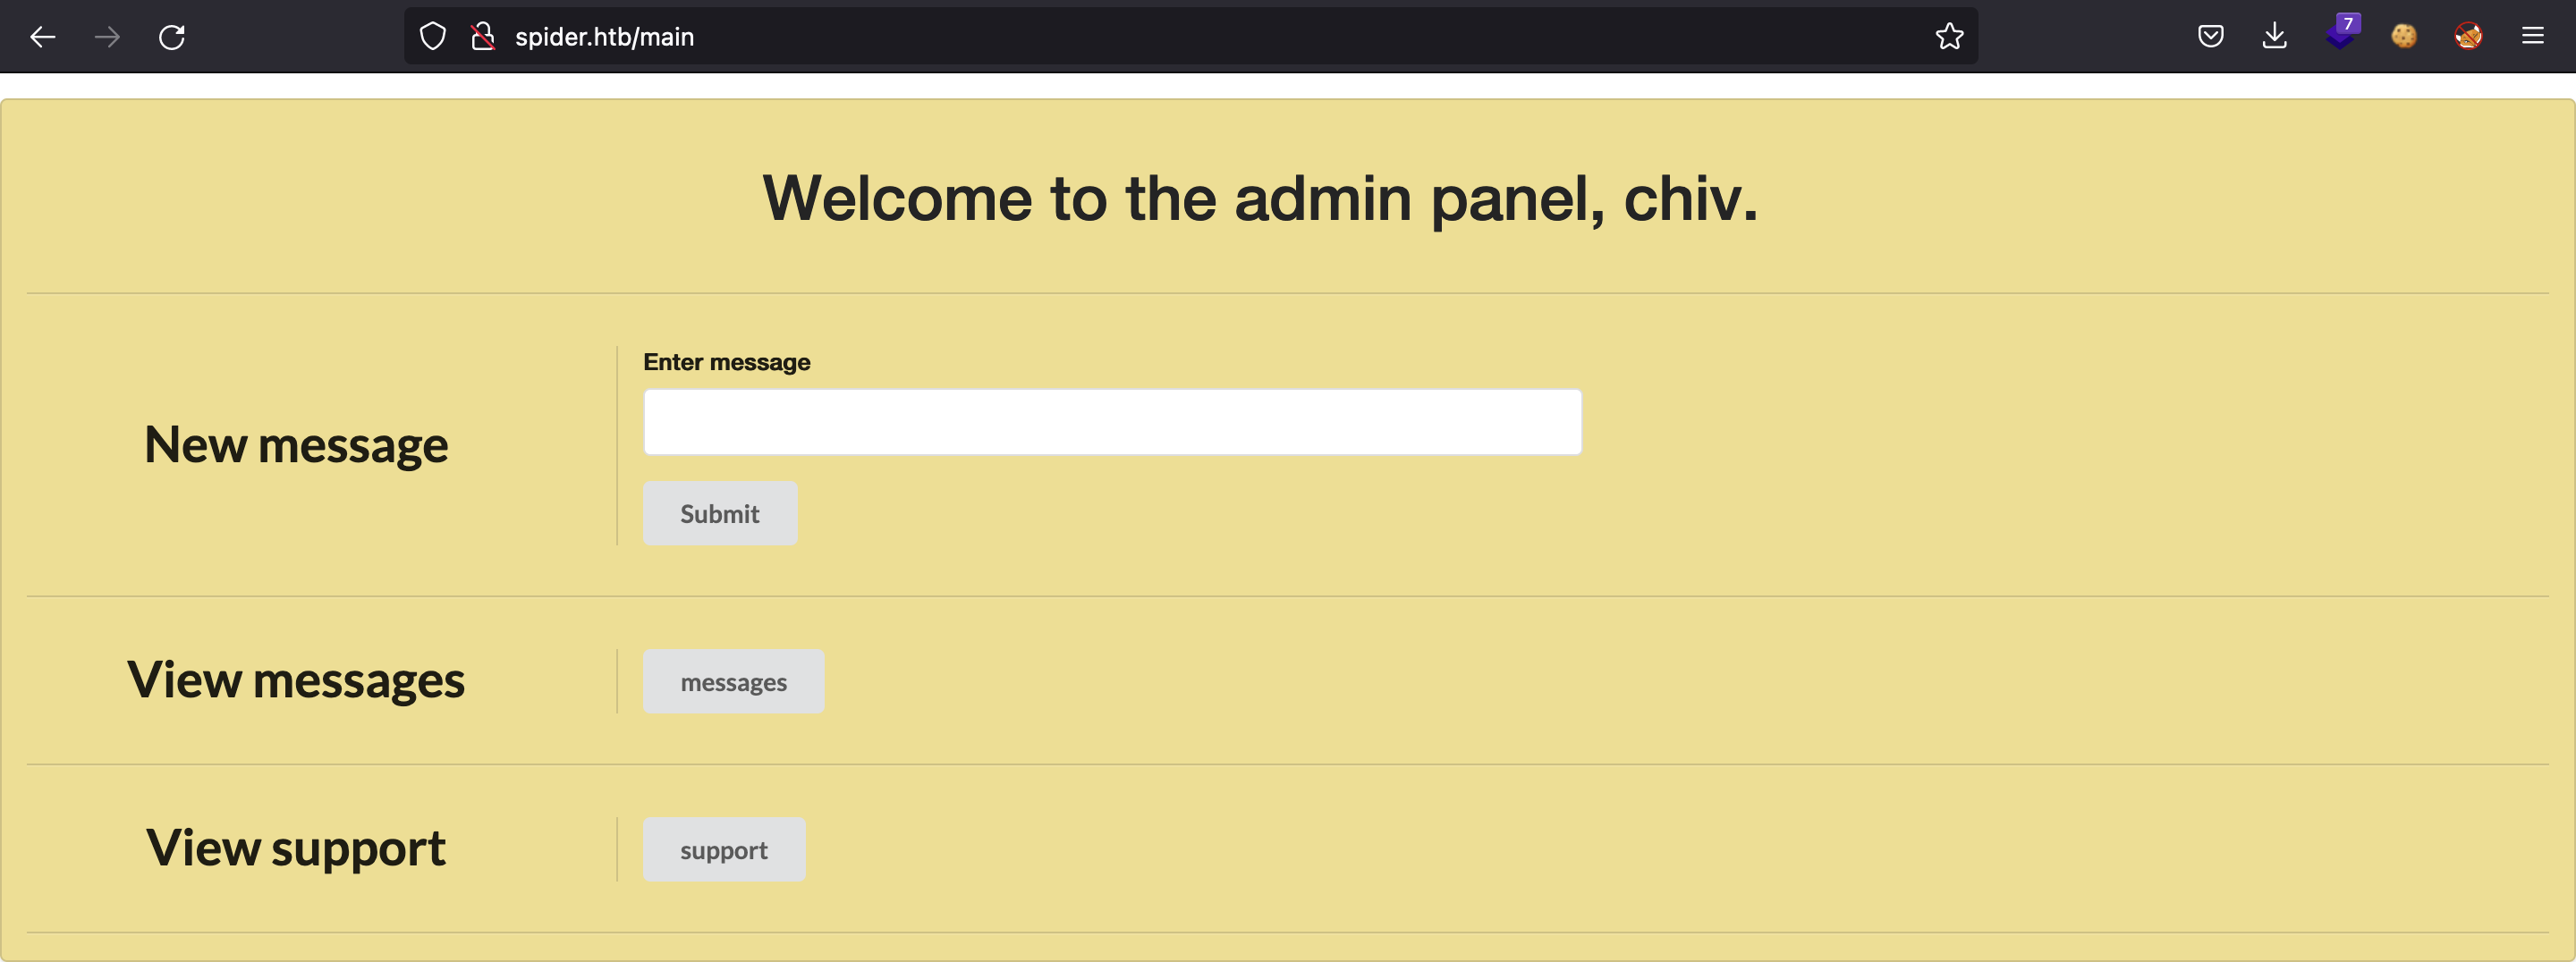 spider.htb/main
7
Welcome to the admin panel, chiv.
Enter message
New message
Submit
View messages
messages
View support
support